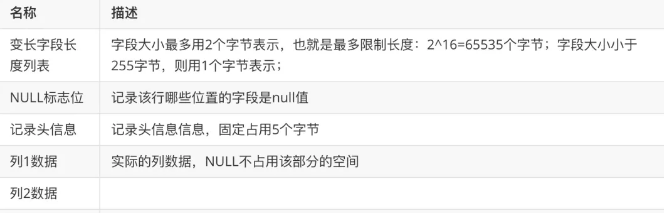 名称 描述
变长字段长度列表 字段大小最多用2个字节表示，也就是最多限制长度：2^16=65535个字节；字段大小小于
255字节，则用1个字节表示；
NULL标志位 记录该行哪些位置的字段是null值
记录头信息 记录头信息信息，固定占用5个字节
列1数据 实际的列数据，NULL不占用该部分的空间
列2数据